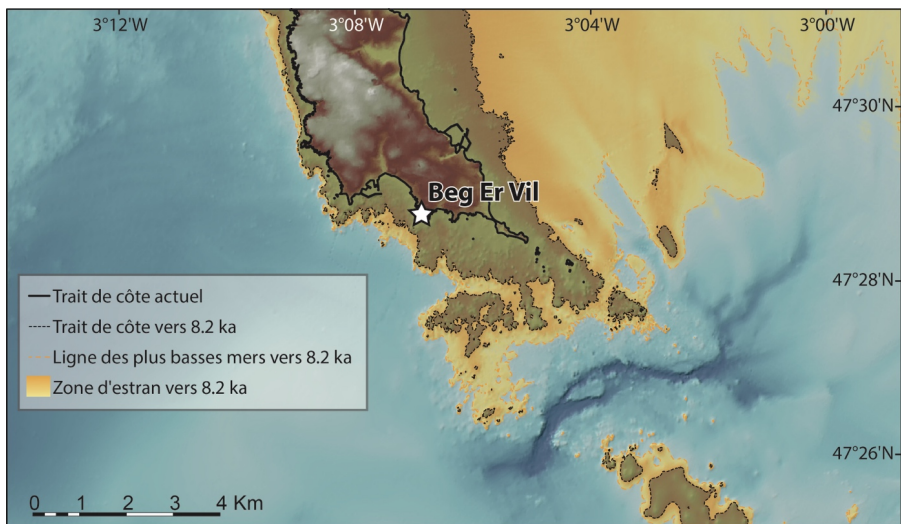 3°12'W 3°08'W 3°04'W 3°00'W
47°30'N
Beg Er Vil
47°28'N
Trait de côte actuel
Trait de côte vers 8.2 ka
Ligne des plus basses mers vers 8.2 ka
Zone d'estran vers 8.2 ka
47°26'N
0 1 2 3 4 Km